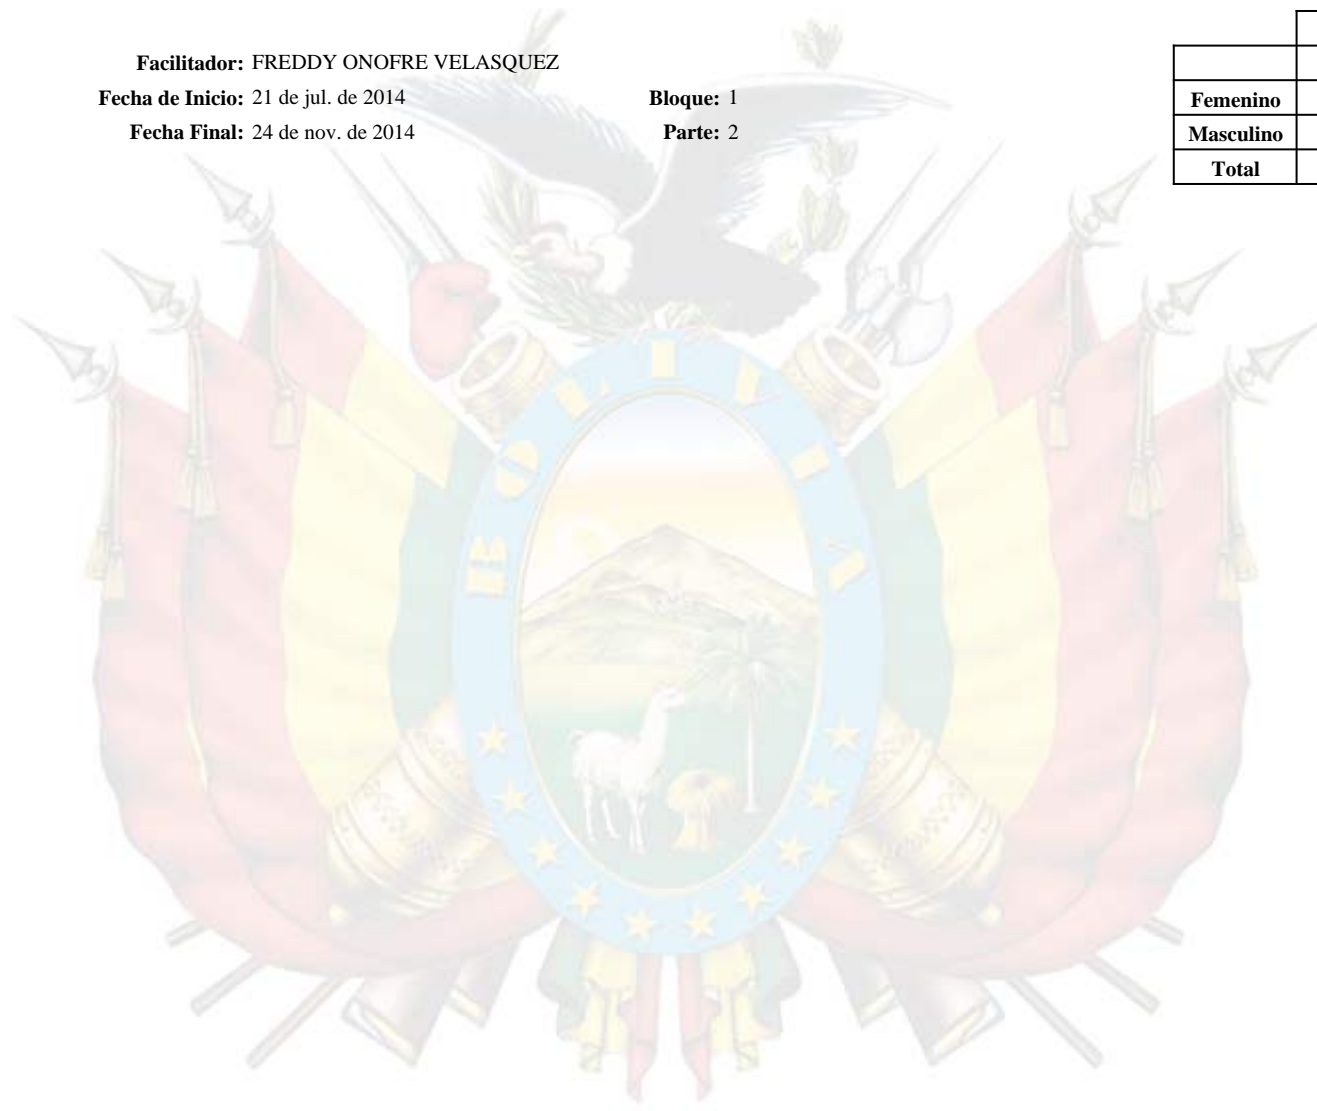 Facilitador: FREDDY ONOFRE VELASQUEZ
Fecha de Inicio: 21 de jul. de 2014 Bloque: 1
Fecha Final: 24 de nov. de 2014 Parte: 2
Femenino
Masculino
Total
BOLIVIA